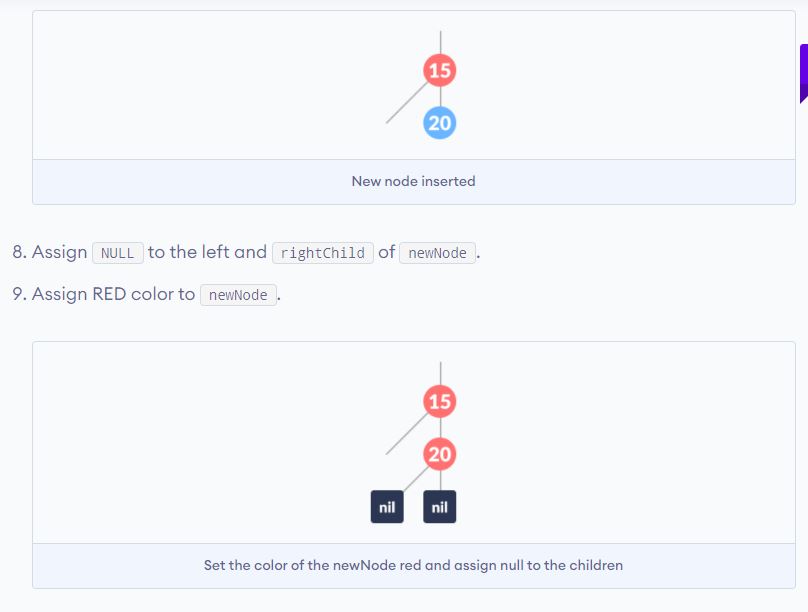 15
20
New node inserted
8. Assign NULL to the left and rightChild of newNode.
9. Assign RED color to newNode.
15
20
nil nil
Set the color of the newNode red and assign null to the children